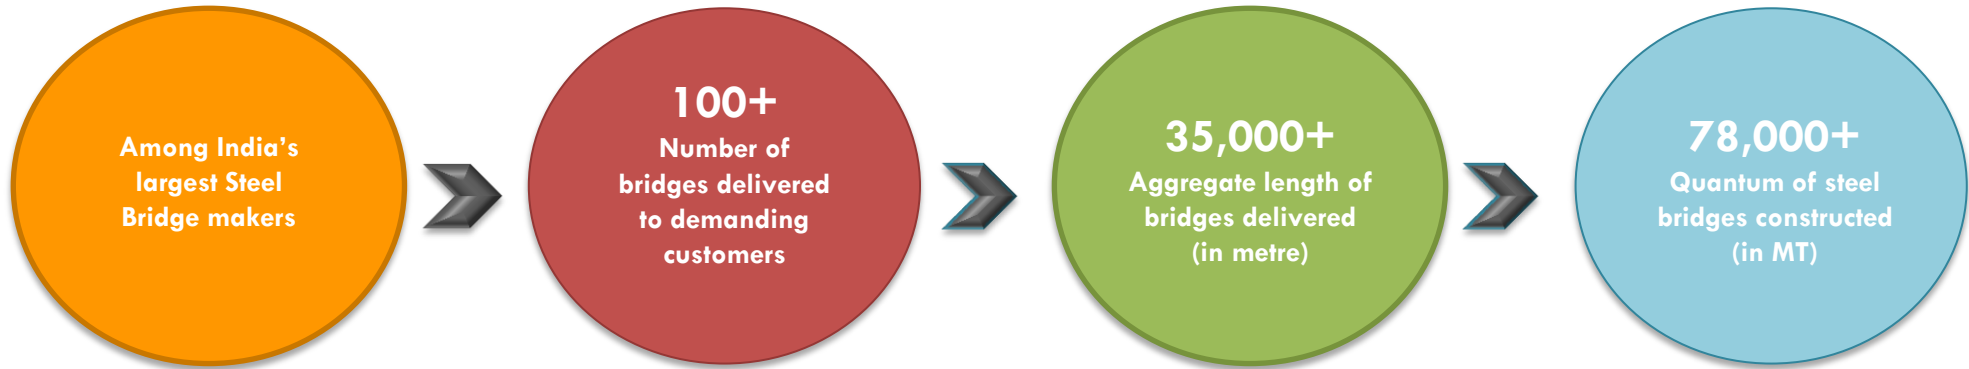 Among India’s
largest Steel
Bridge makers
100+
Number of
bridges delivered
to demanding
customers
35,000+
Aggregate length of
bridges delivered
(in metre)
78,000+
Quantum of steel
bridges constructed
(in MT)